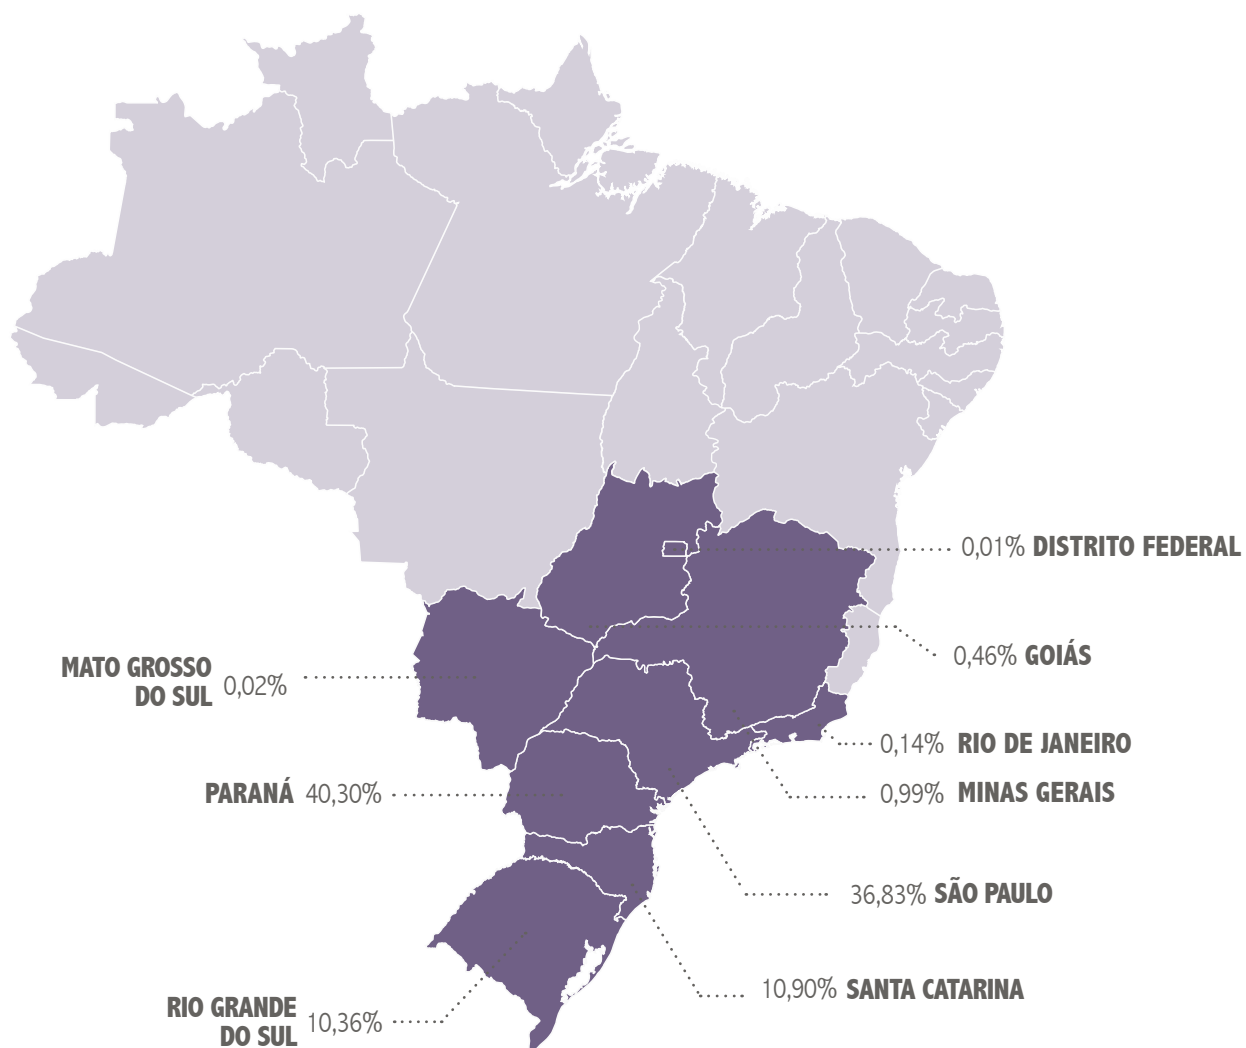 0,01% DISTRITO FEDERAL
0,46% GOIÁS
MATO GROSSO
DO SUL 0,02%
0,14% RIO DE JANEIRO
PARANÁ 40,30%
0,99% MINAS GERAIS
36,83% SÃO PAULO
10,90% SANTA CATARINA
RIO GRANDE
DO SUL 10,36%